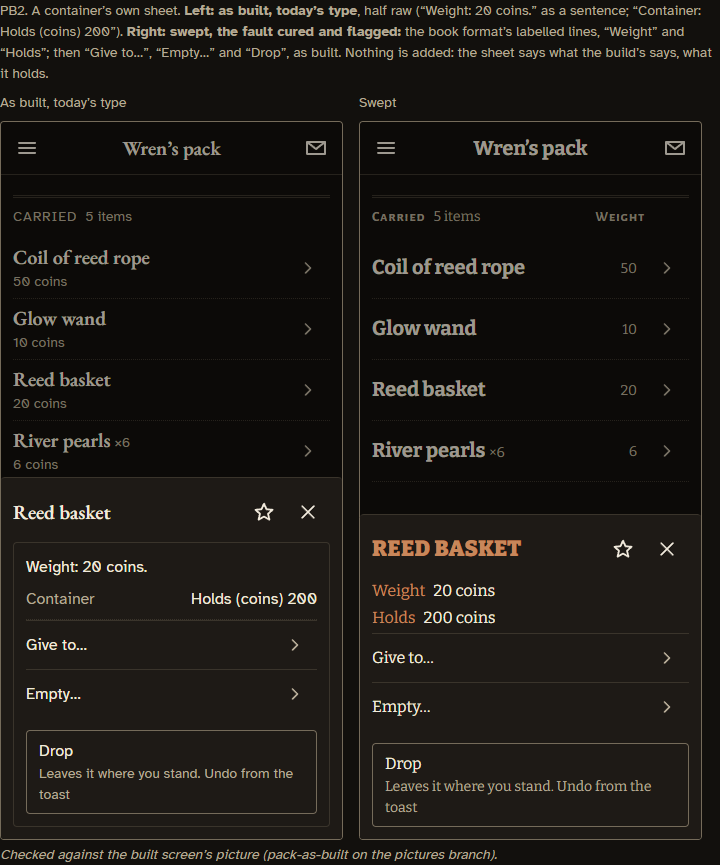 PB2. A container's own sheet. Left: as built, today's type, half raw (“Weight: 20 coins.” as a sentence; “Container:
Holds (coins) 200”). Right: swept, the fault cured and flagged: the book format's labelled lines, “Weight” and
“Holds”; then “Give to…”, “Empty…” and “Drop”, as built. Nothing is added: the sheet says what the build's says, what
it holds.
As built, today's type
Wren’s pack
CARRIED 5 items
Coil of reed rope
50 coins
Glow wand
10 coins
Reed basket
20 coins
River pearls ×6
6 coins
Reed basket
Weight: 20 coins.
Container Holds (coins) 200
Give to…
Empty…
Drop
Leaves it where you stand. Undo from the
toast
Swept
Wren’s pack
Carried 5 items Weight
Coil of reed rope 50
Glow wand 10
Reed basket 20
River pearls ×6 6
REED BASKET
Weight 20 coins
Holds 200 coins
Give to…
Empty…
Drop
Leaves it where you stand. Undo from the
toast
Checked against the built screen's picture (pack-as-built on the pictures branch).